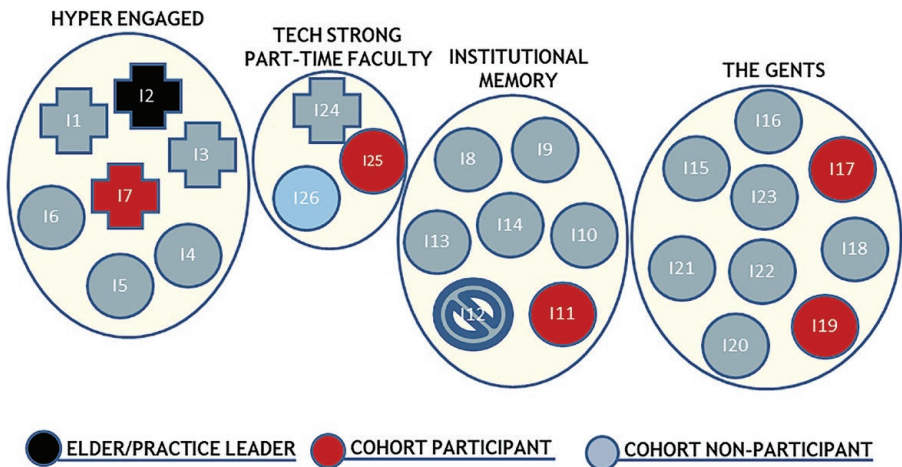 HYPER ENGAGED
TECH STRONG
PART-TIME FACULTY
INSTITUTIONAL
MEMORY
THE GENTS
I1
I2
I3
I7
I6
I4
I5
I24
I25
I26
I8
I9
I13
I14
I10
I12
I11
I16
I15
I17
I23
I18
I21
I22
I20
I19
ELDER/PRACTICE LEADER
COHORT PARTICIPANT
COHORT NON-PARTICIPANT